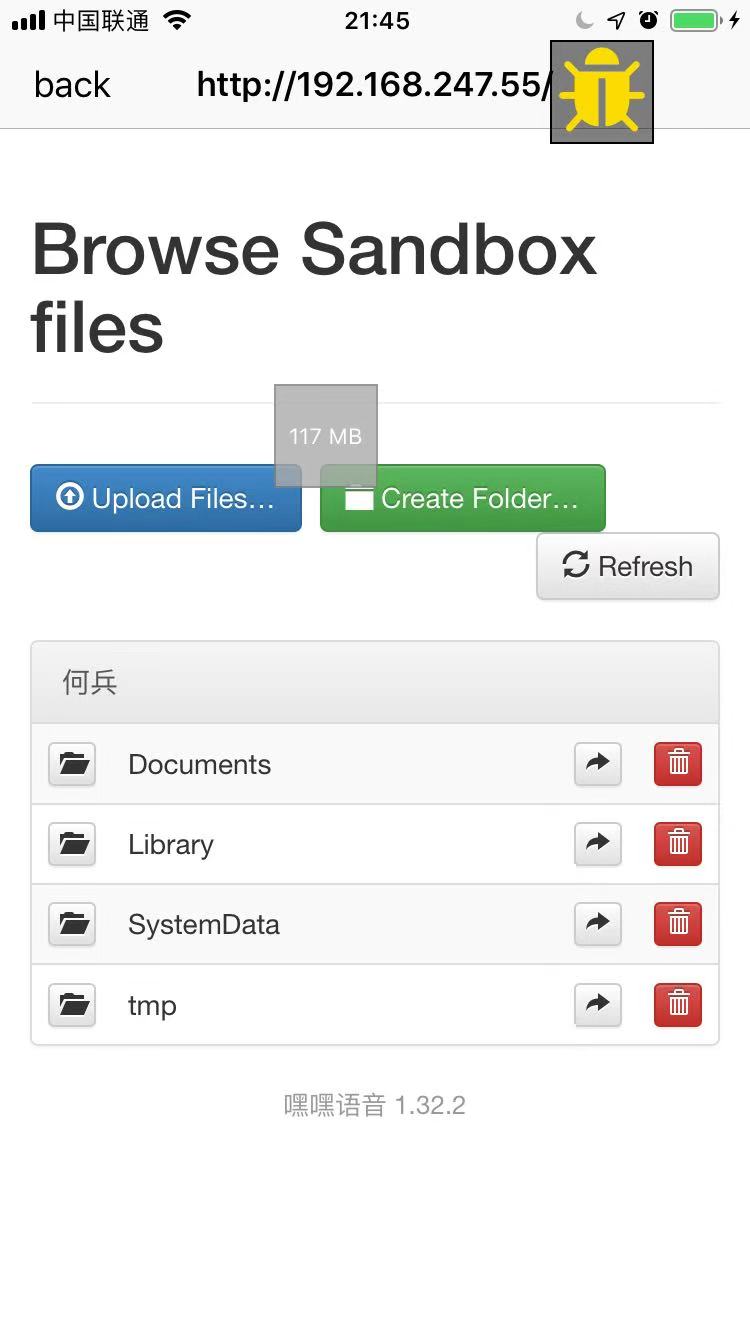 中国联通
21:45
back
http://192.168.247.55/
Browse Sandbox
files
117 MB
Upload Files…
Create Folder…
Refresh
何兵
Documents
Library
SystemData
tmp
嘿嘿语音 1.32.2